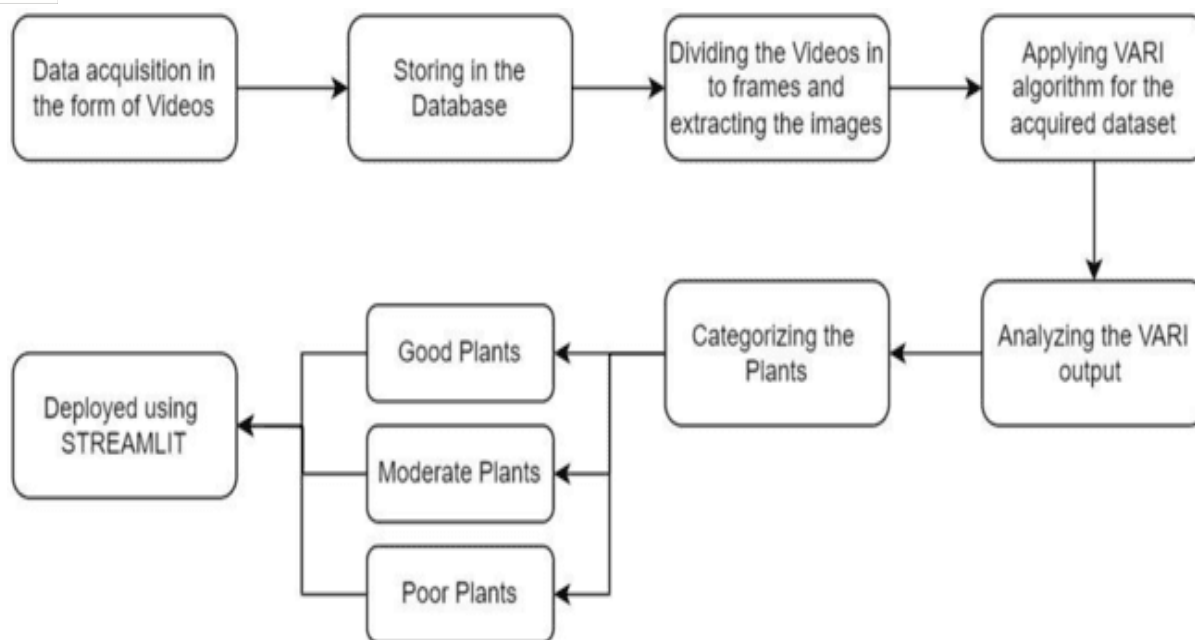 Data acquisition in
the form of Videos
Storing in the
Database
Dividing the Videos in
to frames and
extracting the images
Applying VARI
algorithm for the
acquired dataset
Analyzing the VARI
output
Categorizing the
Plants
Good Plants
Moderate Plants
Poor Plants
Deployed using
STREAMLIT